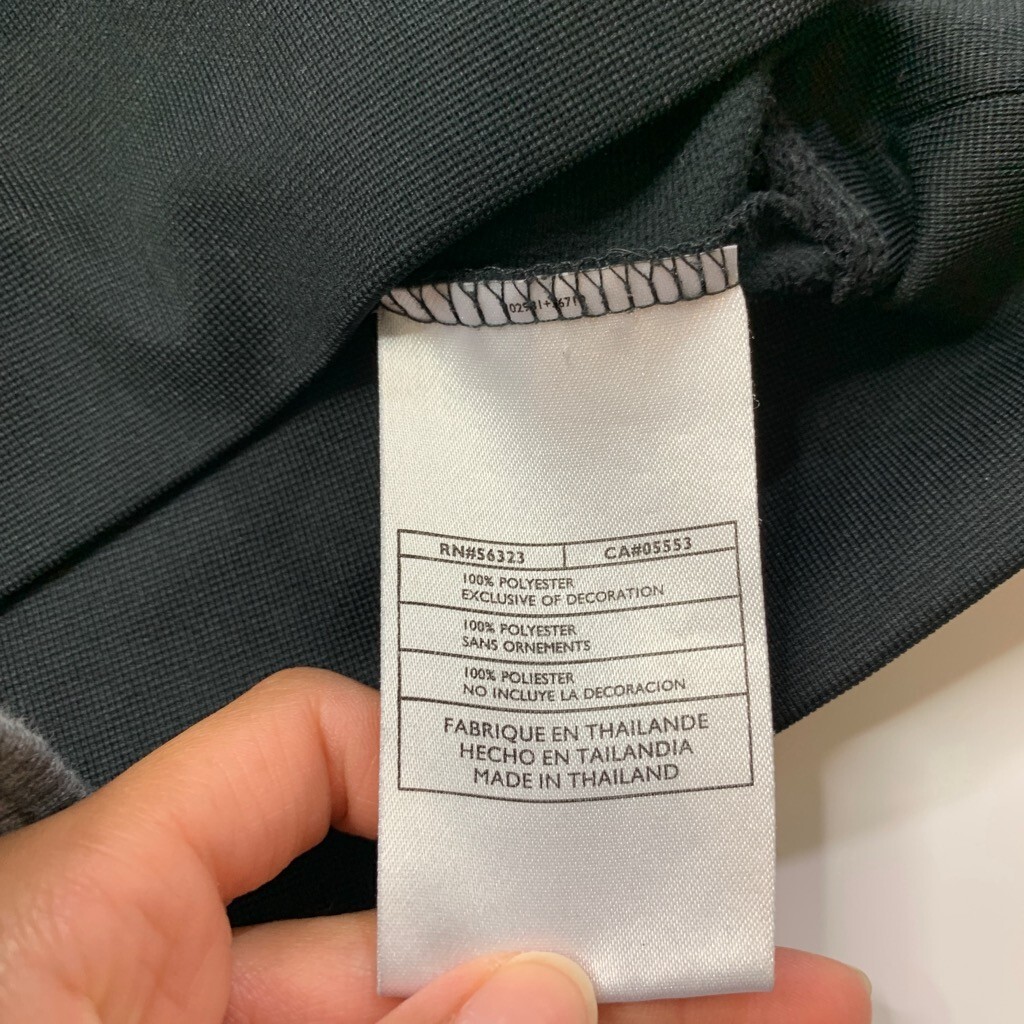 RN#56323 CA#05553
100% POLYESTER
EXCLUSIVE OF DECORATION
100% POLYESTER
SANS ORNEMENTS
100% POLIESTER
NO INCLUYE LA DECORACION
FABRIQUE EN THAILANDE
HECHO EN TAILANDIA
MADE IN THAILAND